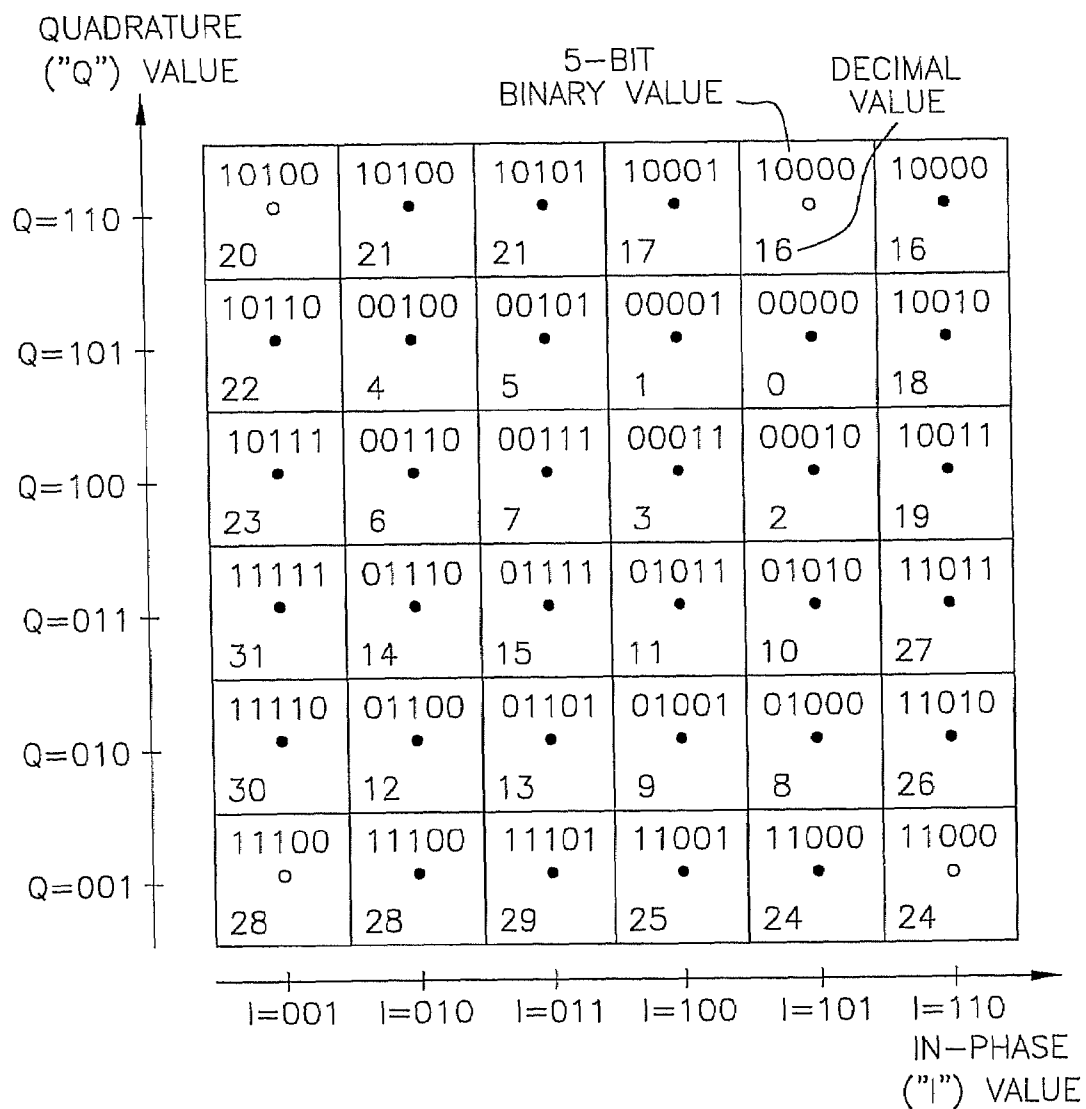 QUADRATURE
("Q") VALUE
5-BIT
BINARY VALUE
DECIMAL
VALUE
Q=110
10100 10100 10101 10001 10000 10000
20 21 21 17 16 16
Q=101
10110 00100 00101 00001 00000 10010
22 4 5 1 0 18
Q=100
10111 00110 00111 00011 00010 10011
23 6 7 3 2 19
Q=011
11111 01110 01111 01011 01010 11011
31 14 15 11 10 27
Q=010
11110 01100 01101 01001 01000 11010
30 12 13 9 8 26
Q=001
11100 11100 11101 11001 11000 11000
28 28 29 25 24 24
I=001 I=010 I=011 I=100 I=101 I=110
IN-PHASE
("I") VALUE